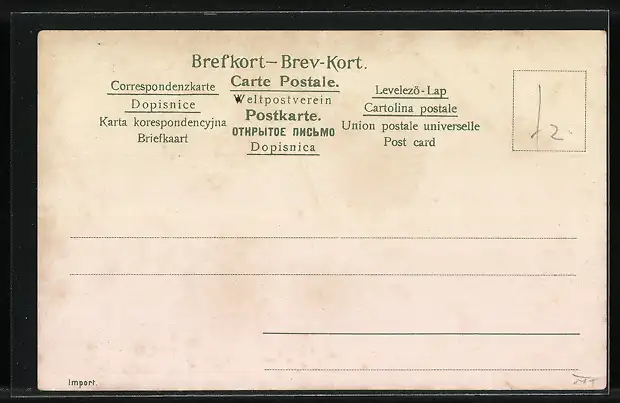 Brefkort–Brev-Kort.
Correspondenzkarte
Dopisnice
Karta korespondencyjna
Briefkaart
Carte Postale.
Weltpostverein
Postkarte.
ОТКРЫТОЕ ПИСЬМО
Dopisnica
Levelező-Lap
Cartolina postale
Union postale universelle
Post card
Import.